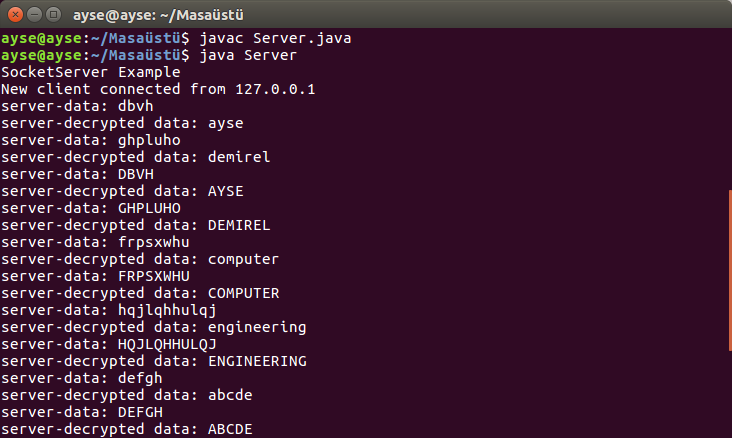 ayse@ayse: ~/Masaüstü
ayse@ayse:~/Masaüstü$ javac Server.java
ayse@ayse:~/Masaüstü$ java Server
SocketServer Example
New client connected from 127.0.0.1
server-data: dbvh
server-decrypted data: ayse
server-data: ghpluho
server-decrypted data: demirel
server-data: DBVH
server-decrypted data: AYSE
server-data: GHPLUHO
server-decrypted data: DEMIREL
server-data: frpsxwhu
server-decrypted data: computer
server-data: FRPSXWHU
server-decrypted data: COMPUTER
server-data: hqjlqhhulqj
server-decrypted data: engineering
server-data: HQJLQHHULQJ
server-decrypted data: ENGINEERING
server-data: defgh
server-decrypted data: abcde
server-data: DEFGH
server-decrypted data: ABCDE